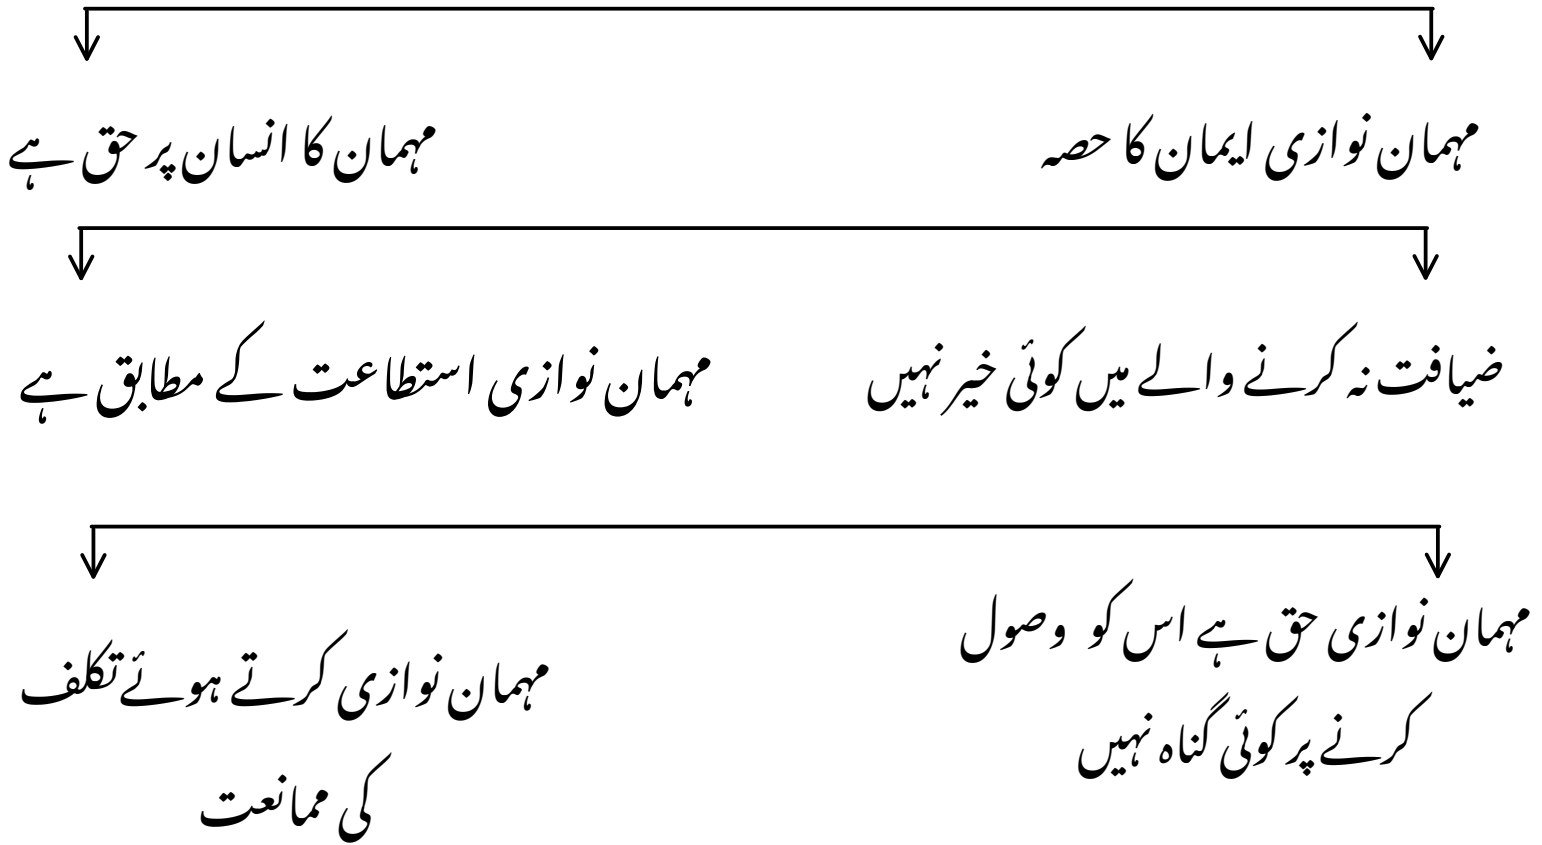 مہمان نوازی ایمان کا حصہ
مہمان کا انسان پر حق ہے
ضیافت نہ کرنے والے میں کوئی خیر نہیں
مہمان نوازی استطاعت کے مطابق ہے
مہمان نوازی حق ہے اس کو وصول
کرنے پر کوئی گناہ نہیں
مہمان نوازی کرتے ہوئے تکلف
کی ممانعت